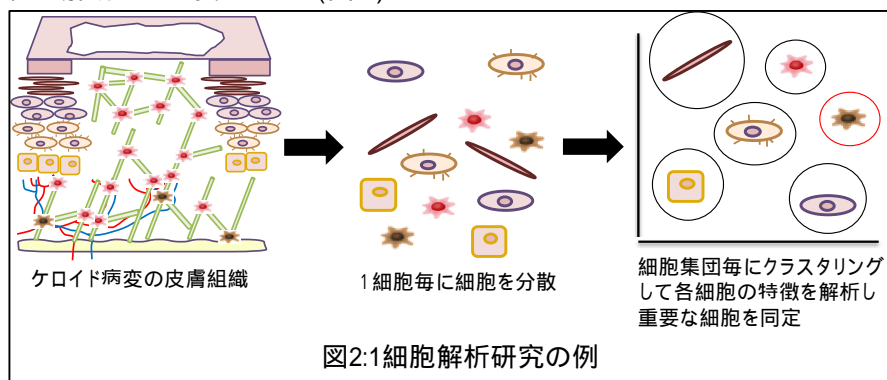 ケロイド病変の皮膚組織
1細胞毎に細胞を分散
細胞集団毎にクラスタリング
して各細胞の特徴を解析し
重要な細胞を同定
図2:1細胞解析研究の例